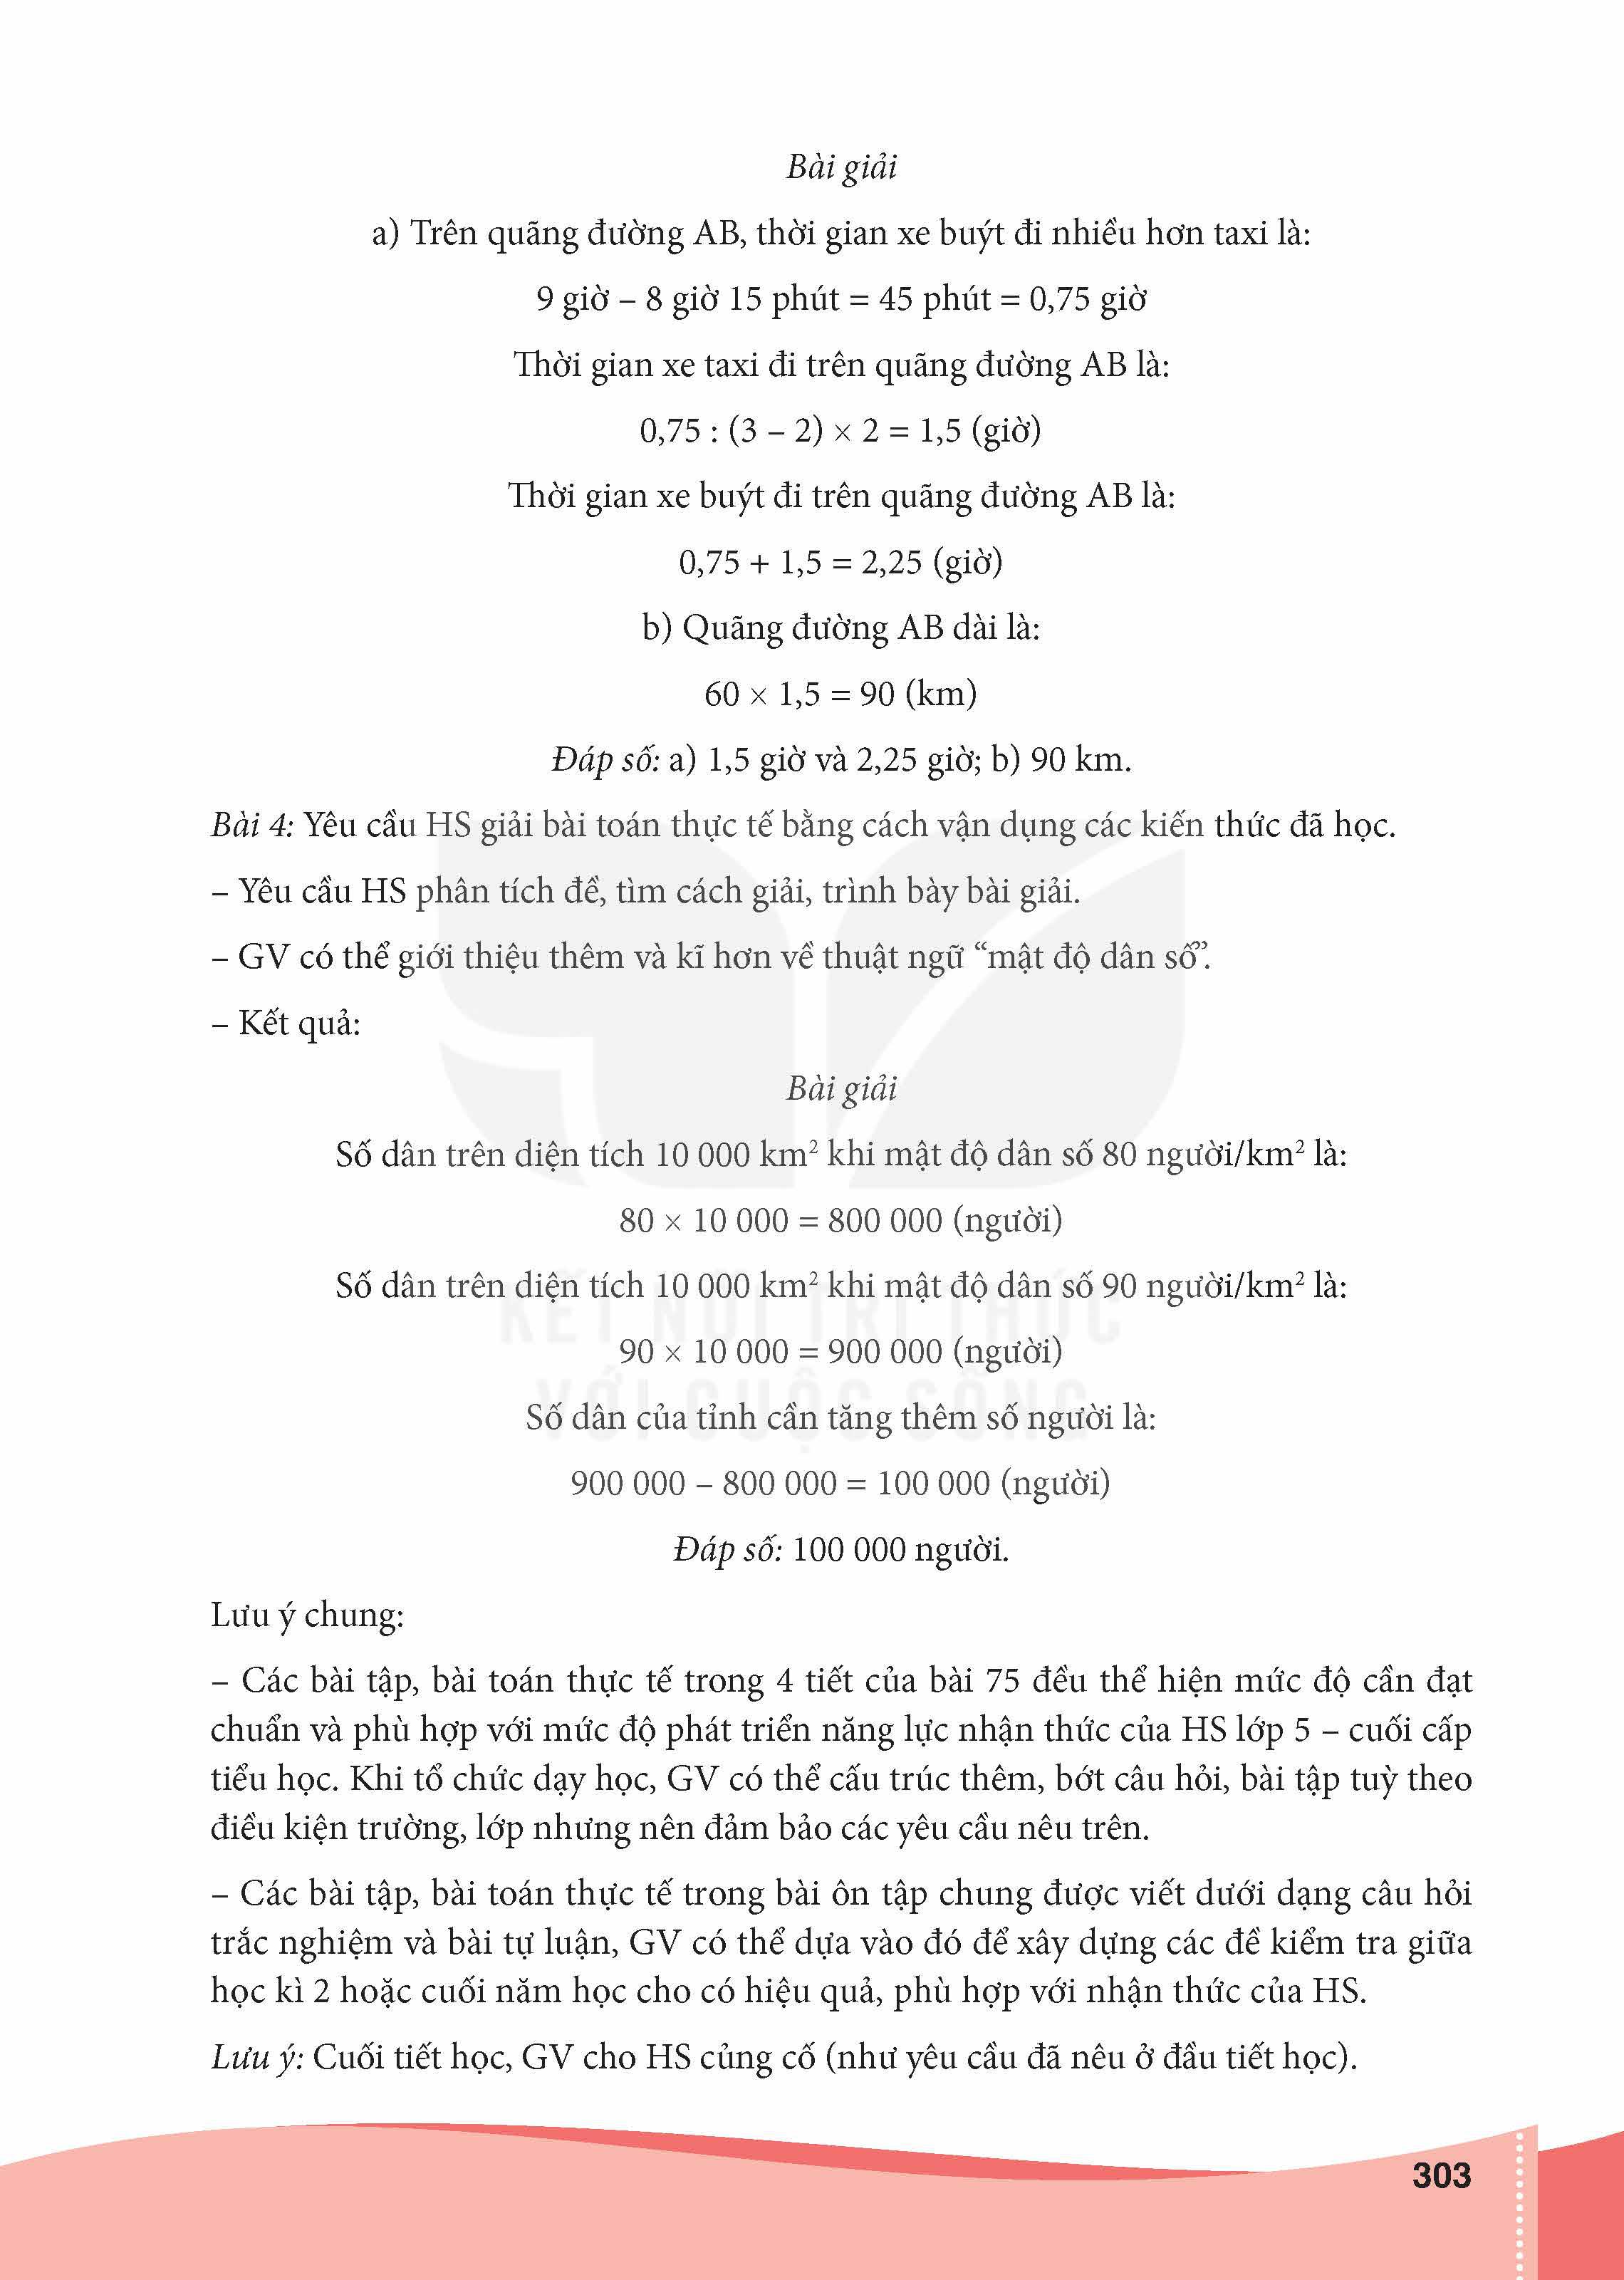 Bài giải
a) Trên quãng đường AB, thời gian xe buýt đi nhiều hơn taxi là:
9 giờ – 8 giờ 15 phút = 45 phút = 0,75 giờ
Thời gian xe taxi đi trên quãng đường AB là:
0,75 : (3 – 2) × 2 = 1,5 (giờ)
Thời gian xe buýt đi trên quãng đường AB là:
0,75 + 1,5 = 2,25 (giờ)
b) Quãng đường AB dài là:
60 × 1,5 = 90 (km)
Đáp số: a) 1,5 giờ và 2,25 giờ; b) 90 km.
Bài 4: Yêu cầu HS giải bài toán thực tế bằng cách vận dụng các kiến thức đã học.
– Yêu cầu HS phân tích đề, tìm cách giải, trình bày bài giải.
– GV có thể giới thiệu thêm và kĩ hơn về thuật ngữ “mật độ dân số”.
– Kết quả:
Bài giải
Số dân trên diện tích 10 000 km² khi mật độ dân số 80 người/km² là:
80 × 10 000 = 800 000 (người)
Số dân trên diện tích 10 000 km² khi mật độ dân số 90 người/km² là:
KẾT NỐI TRI THỨC
90 × 10 000 = 900 000 (người)
VỚI CUỘC SỐNG
Số dân của tỉnh cần tăng thêm số người là:
900 000 – 800 000 = 100 000 (người)
Đáp số: 100 000 người.
Lưu ý chung:
– Các bài tập, bài toán thực tế trong 4 tiết của bài 75 đều thể hiện mức độ cần đạt
chuẩn và phù hợp với mức độ phát triển năng lực nhận thức của HS lớp 5 – cuối cấp
tiểu học. Khi tổ chức dạy học, GV có thể cấu trúc thêm, bớt câu hỏi, bài tập tuỳ theo
điều kiện trường, lớp nhưng nên đảm bảo các yêu cầu nêu trên.
– Các bài tập, bài toán thực tế trong bài ôn tập chung được viết dưới dạng câu hỏi
trắc nghiệm và bài tự luận, GV có thể dựa vào đó để xây dựng các đề kiểm tra giữa
học kì 2 hoặc cuối năm học cho có hiệu quả, phù hợp với nhận thức của HS.
Lưu ý: Cuối tiết học, GV cho HS củng cố (như yêu cầu đã nêu ở đầu tiết học).
303